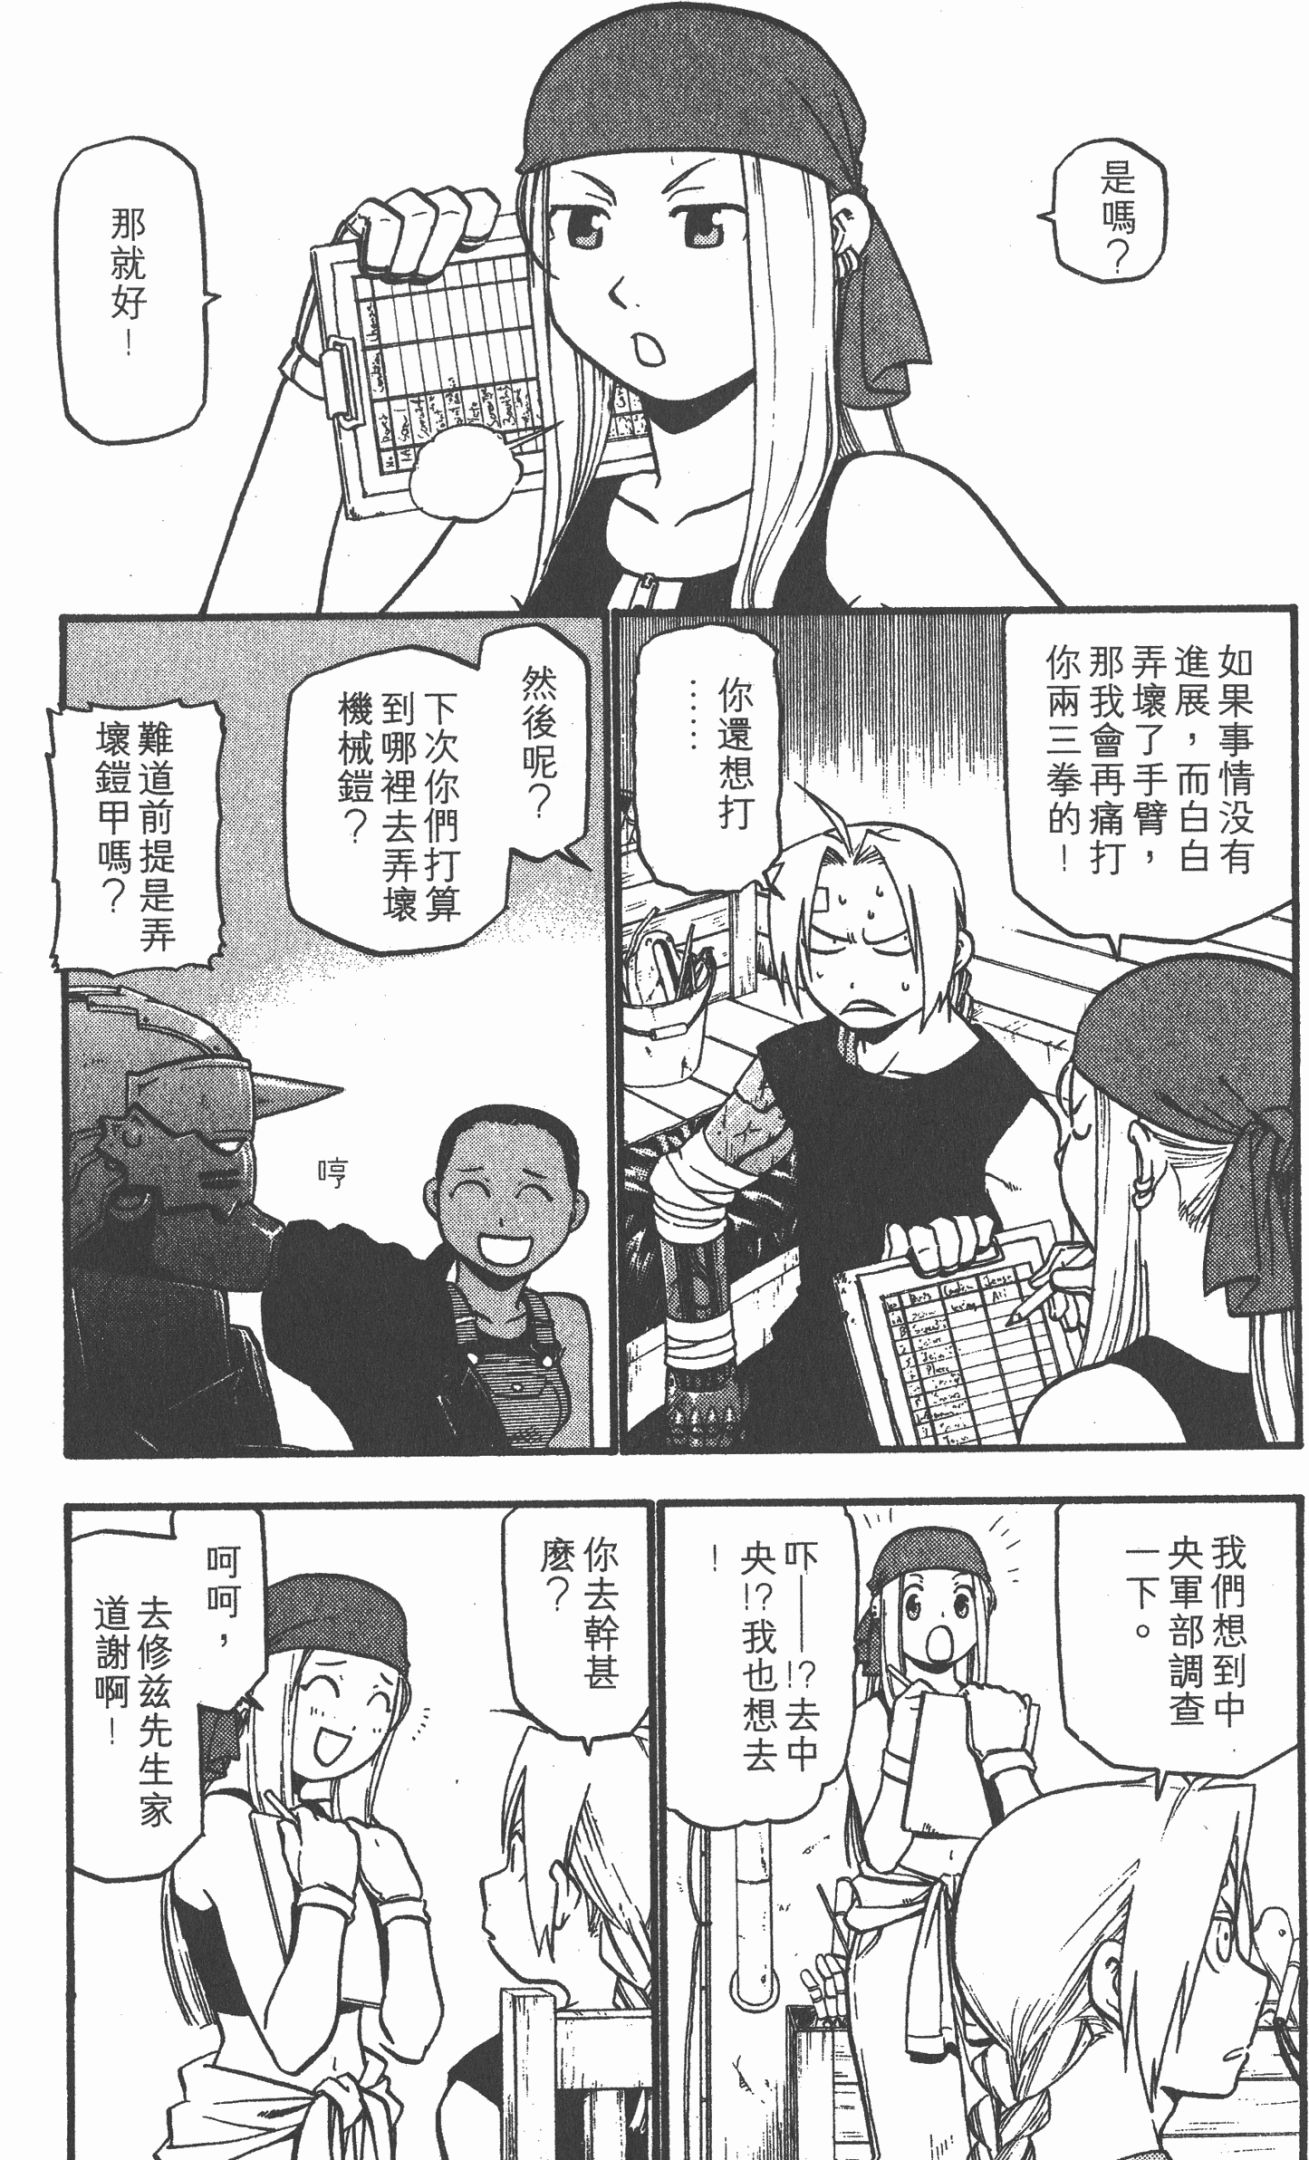 是嗎？
那就好！
如果事情没有
進展，而白白
弄壞了手臂，
那我會再痛打
你兩三拳的！
你還想打
……
然後呢？
下次你們打算
到哪裡去弄壞
機械鎧？
難道前提是弄
壞鎧甲嗎？
哼
我們想到中
央軍部調查
一下。
吓——!?去中
央!?我也想去
！
你去幹甚
麼？
呵呵，
去修兹先生家
道謝啊！